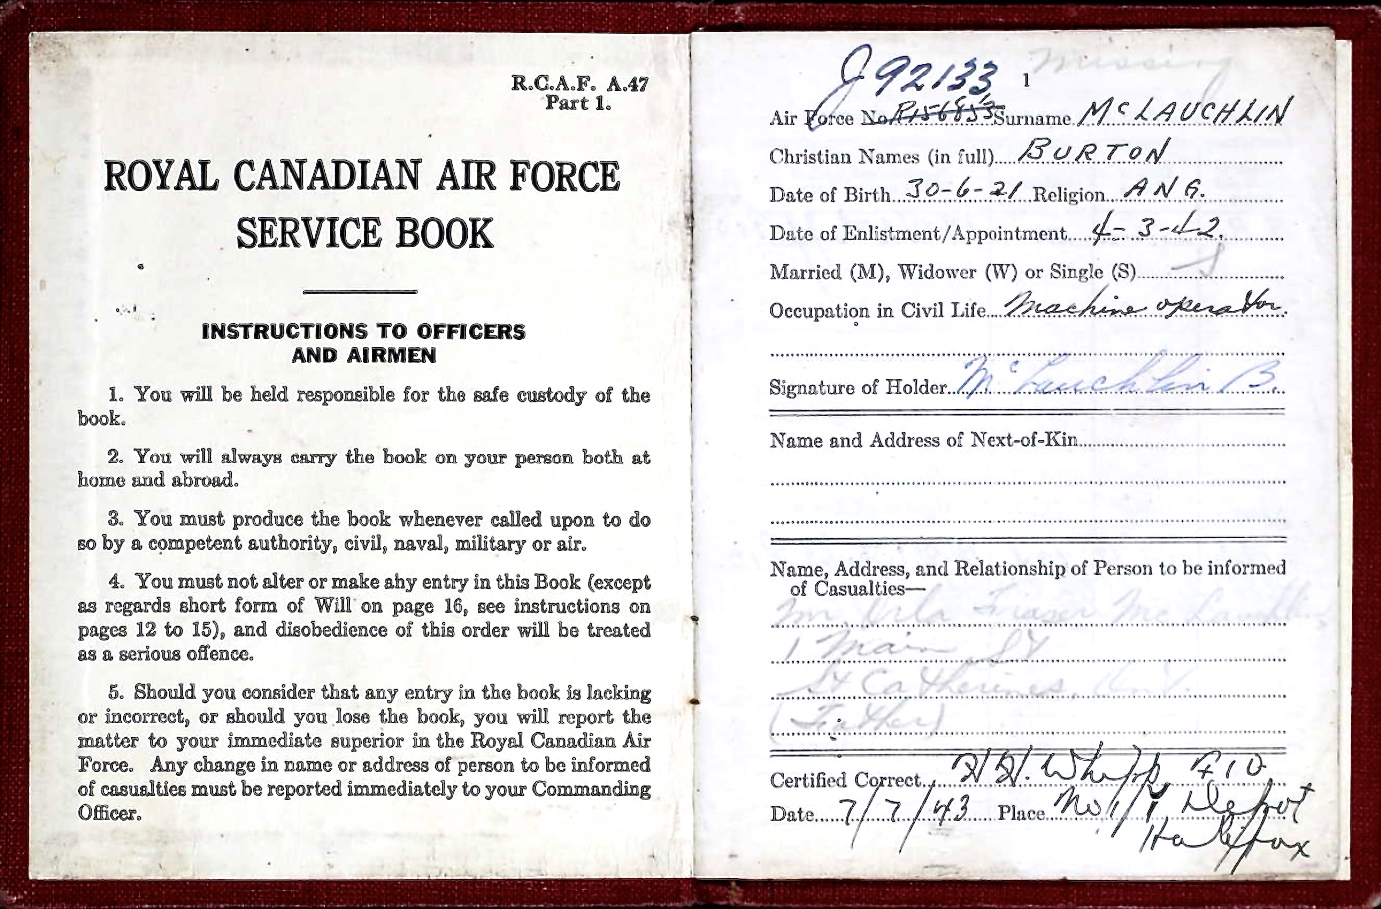 R.C.A.F. A.47
Part 1.
ROYAL CANADIAN AIR FORCE
SERVICE BOOK
INSTRUCTIONS TO OFFICERS
AND AIRMEN
1. You will be held responsible for the safe custody of the
book.
2. You will always carry the book on your person both at
home and abroad.
3. You must produce the book whenever called upon to do
so by a competent authority, civil, naval, military or air.
4. You must not alter or make ahy entry in this Book (except
as regards short form of Will on page 16, see instructions on
pages 12 to 15), and disobedience of this order will be treated
as a serious offence.
5. Should you consider that any entry in the book is lacking
or incorrect, or should you lose the book, you will report the
matter to your immediate superior in the Royal Canadian Air
Force. Any change in name or address of person to be informed
of casualties must be reported immediately to your Commanding
Officer.
Missing
J92133 1
Air Force No. R156853 Surname McLAUCHLIN
Christian Names (in full) BURTON
Date of Birth 30-6-21 Religion ANG.
Date of Enlistment/Appointment 4-3-42.
Married (M), Widower (W) or Single (S) S
Occupation in Civil Life Machine operator.
Signature of Holder McLauchlin B.
Name and Address of Next-of-Kin
Name, Address, and Relationship of Person to be informed
of Casualties—
Mr. Orla Fraser McLauchlin
1 Main St
St Catherines,
(Father)
Certified Correct H.H. F/O
Date 7/7/43 Place No 1 Y Depot
Halifax